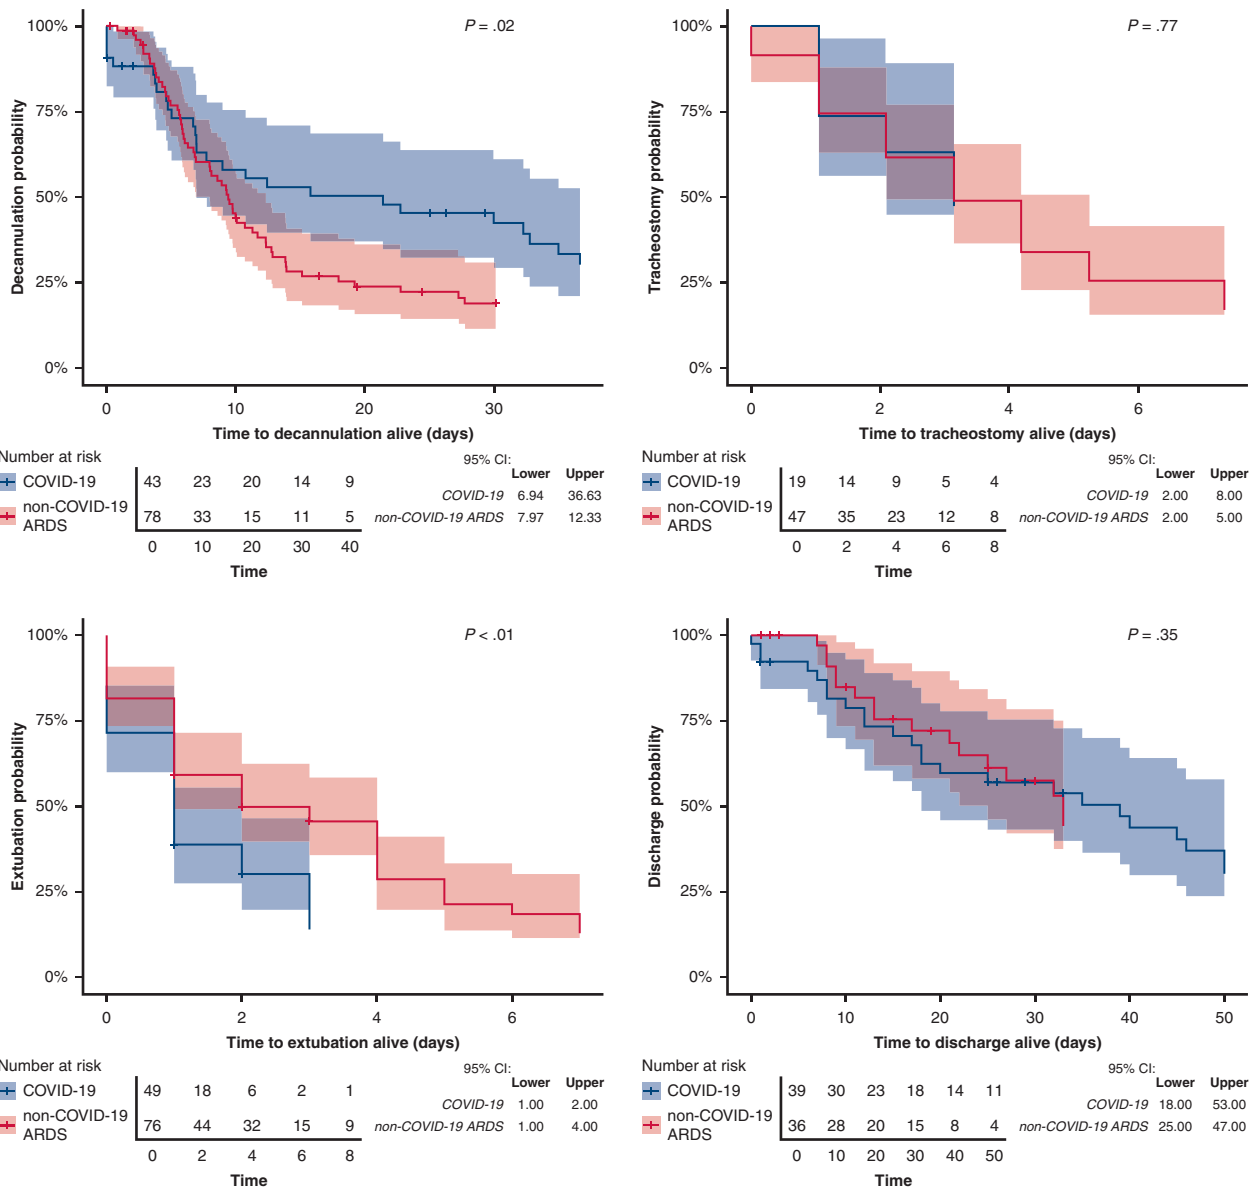 P = .02
100%
75%
50%
25%
0%
Decannulation probability
0 10 20 30
Time to decannulation alive (days)
Number at risk
COVID-19
non-COVID-19
ARDS
43 23 20 14 9
78 33 15 11 5
0 10 20 30 40
Time
95% CI:
Lower Upper
COVID-19 6.94 36.63
non-COVID-19 ARDS 7.97 12.33
P = .77
100%
75%
50%
25%
0%
Tracheostomy probability
0 2 4 6
Time to tracheostomy alive (days)
Number at risk
COVID-19
non-COVID-19
ARDS
19 14 9 5 4
47 35 23 12 8
0 2 4 6 8
Time
95% CI:
Lower Upper
COVID-19 2.00 8.00
non-COVID-19 ARDS 2.00 5.00
P < .01
100%
75%
50%
25%
0%
Extubation probability
0 2 4 6
Time to extubation alive (days)
Number at risk
COVID-19
non-COVID-19
ARDS
49 18 6 2 1
76 44 32 15 9
0 2 4 6 8
Time
95% CI:
Lower Upper
COVID-19 1.00 2.00
non-COVID-19 ARDS 1.00 4.00
P = .35
100%
75%
50%
25%
0%
Discharge probability
0 10 20 30 40 50
Time to discharge alive (days)
Number at risk
COVID-19
non-COVID-19
ARDS
39 30 23 18 14 11
36 28 20 15 8 4
0 10 20 30 40 50
Time
95% CI:
Lower Upper
COVID-19 18.00 53.00
non-COVID-19 ARDS 25.00 47.00